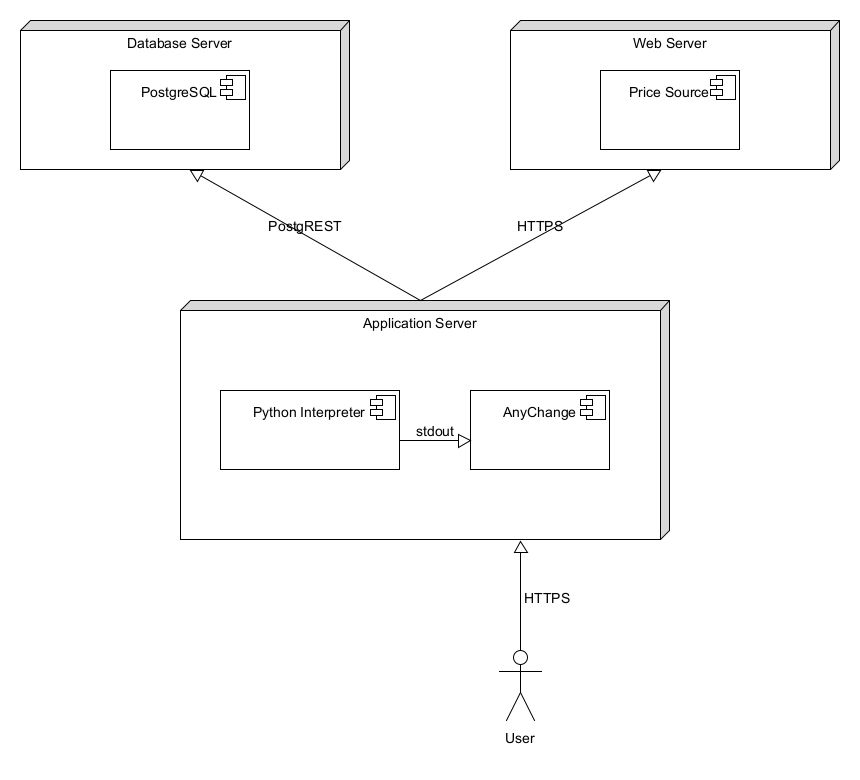 Database Server
PostgreSQL
Web Server
Price Source
PostgREST
HTTPS
Application Server
Python Interpreter
stdout
AnyChange
HTTPS
User